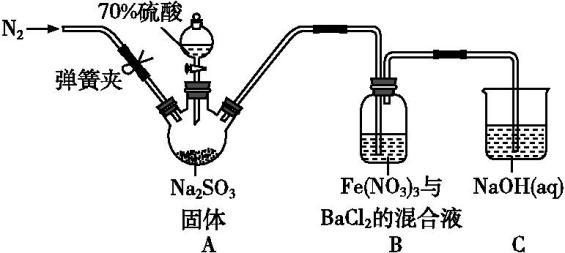 70%硫酸
N₂
弹簧夹
Na₂SO₃
固体
A
Fe(NO₃)₃与
BaCl₂的混合液
B
NaOH(aq)
C